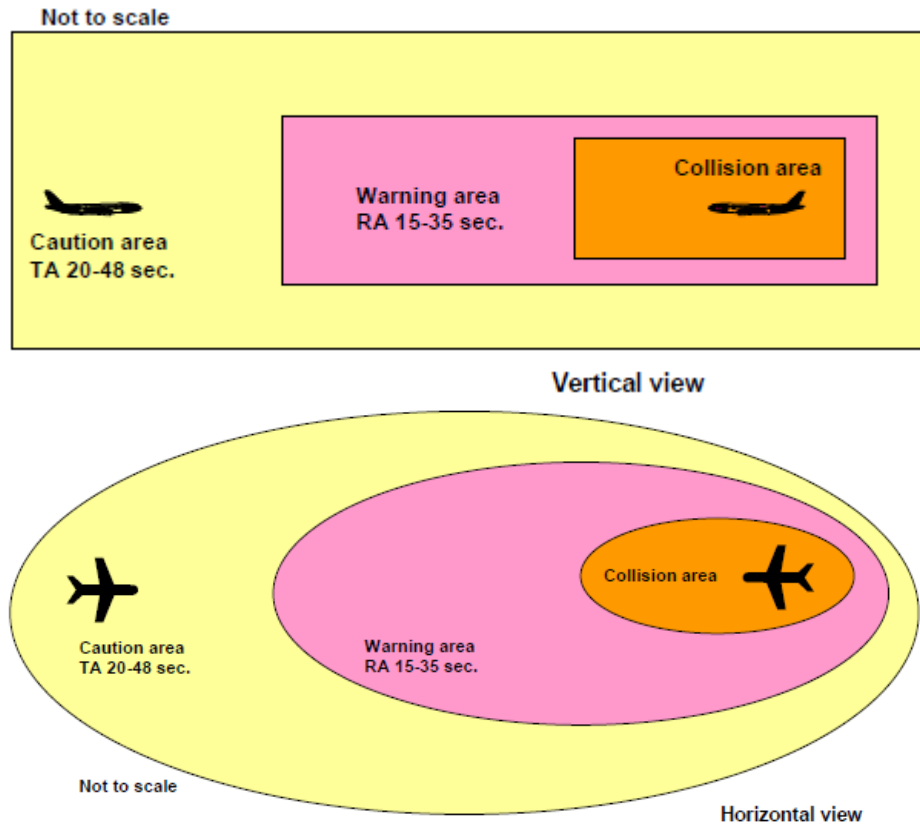 Not to scale
Collision area
Warning area
RA 15-35 sec.
Caution area
TA 20-48 sec.
Vertical view
Collision area
Caution area
TA 20-48 sec.
Warning area
RA 15-35 sec.
Not to scale
Horizontal view